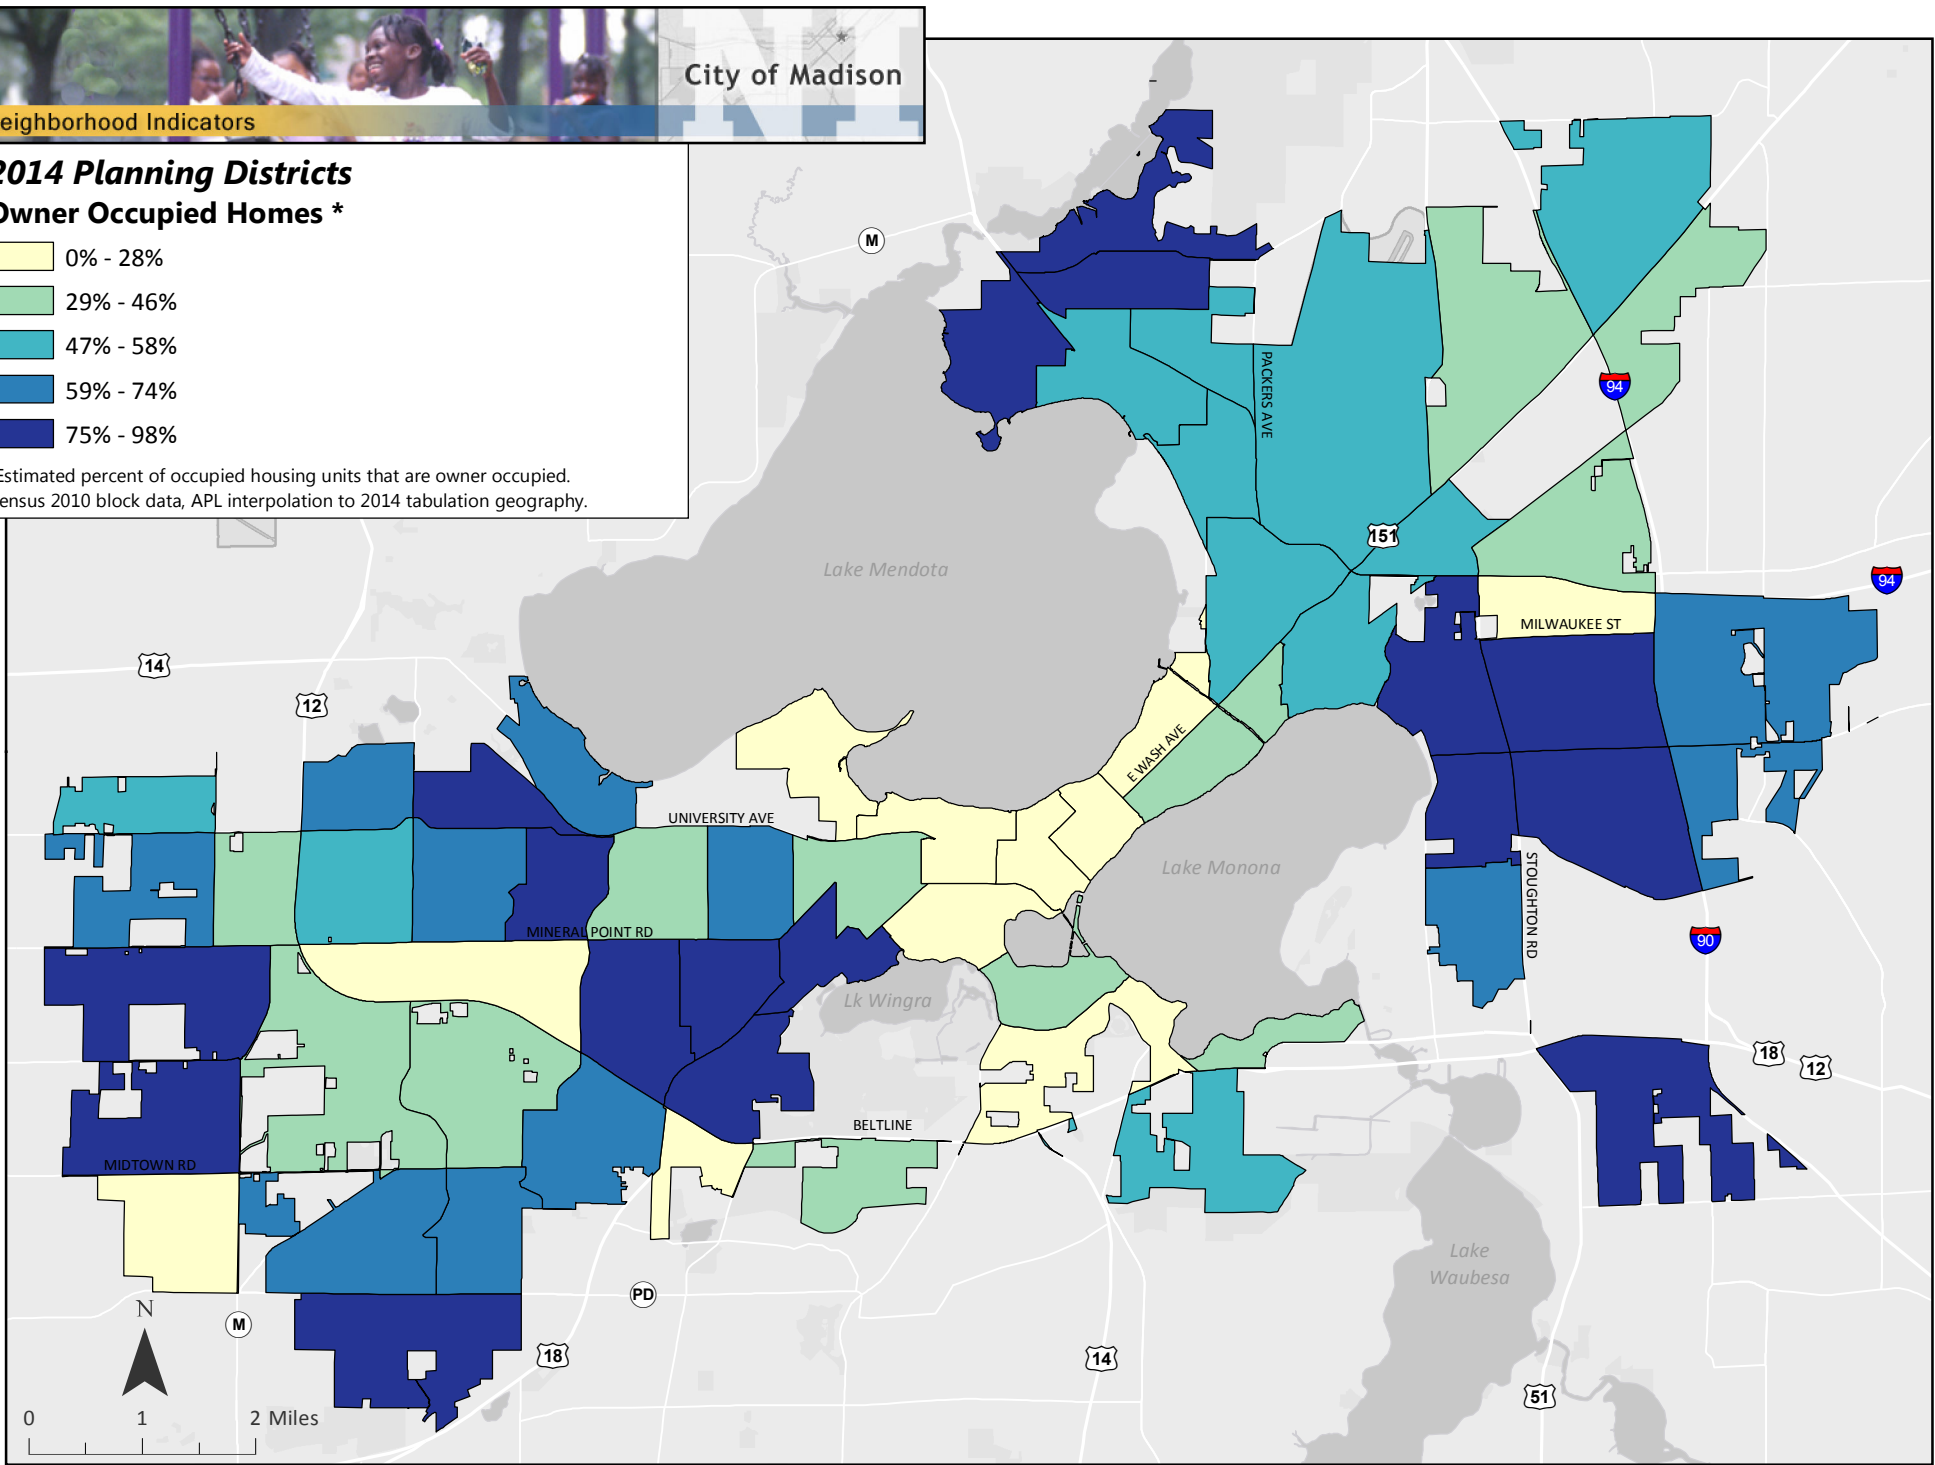 City of Madison
eighborhood Indicators
2014 Planning Districts
Owner Occupied Homes *
0% - 28%
29% - 46%
47% - 58%
59% - 74%
75% - 98%
Estimated percent of occupied housing units that are owner occupied.
ensus 2010 block data, APL interpolation to 2014 tabulation geography.
M
PACKERS AVE
94
151
Lake Mendota
94
MILWAUKEE ST
14
12
E WASH AVE
UNIVERSITY AVE
Lake Monona
STOUGHTON RD
MINERAL POINT RD
90
Lk Wingra
18
12
BELTLINE
MIDTOWN RD
Lake
Waubesa
PD
N
M
18
14
51
0 1 2 Miles